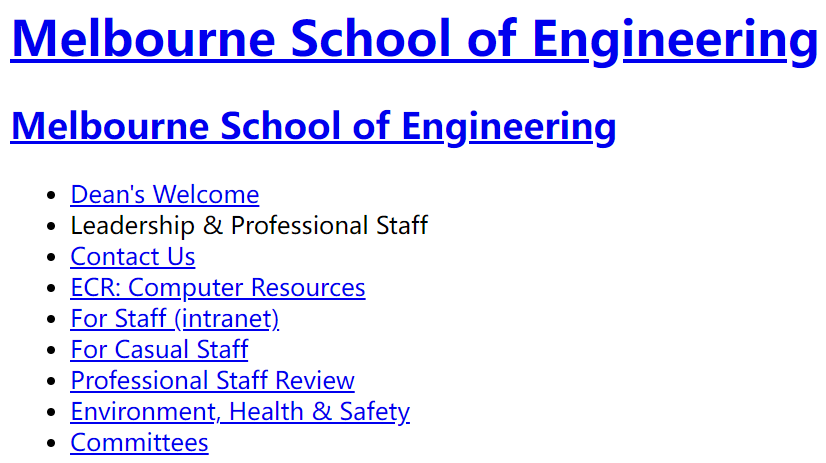 Melbourne School of Engineering
Melbourne School of Engineering
Dean's Welcome
Leadership & Professional Staff
Contact Us
ECR: Computer Resources
For Staff (intranet)
For Casual Staff
Professional Staff Review
Environment, Health & Safety
Committees